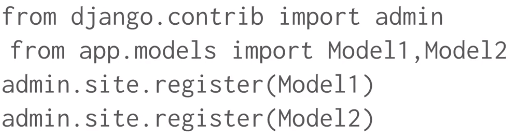 from django.contrib import admin
from app.models import Model1,Model2
admin.site.register(Model1)
admin.site.register(Model2)